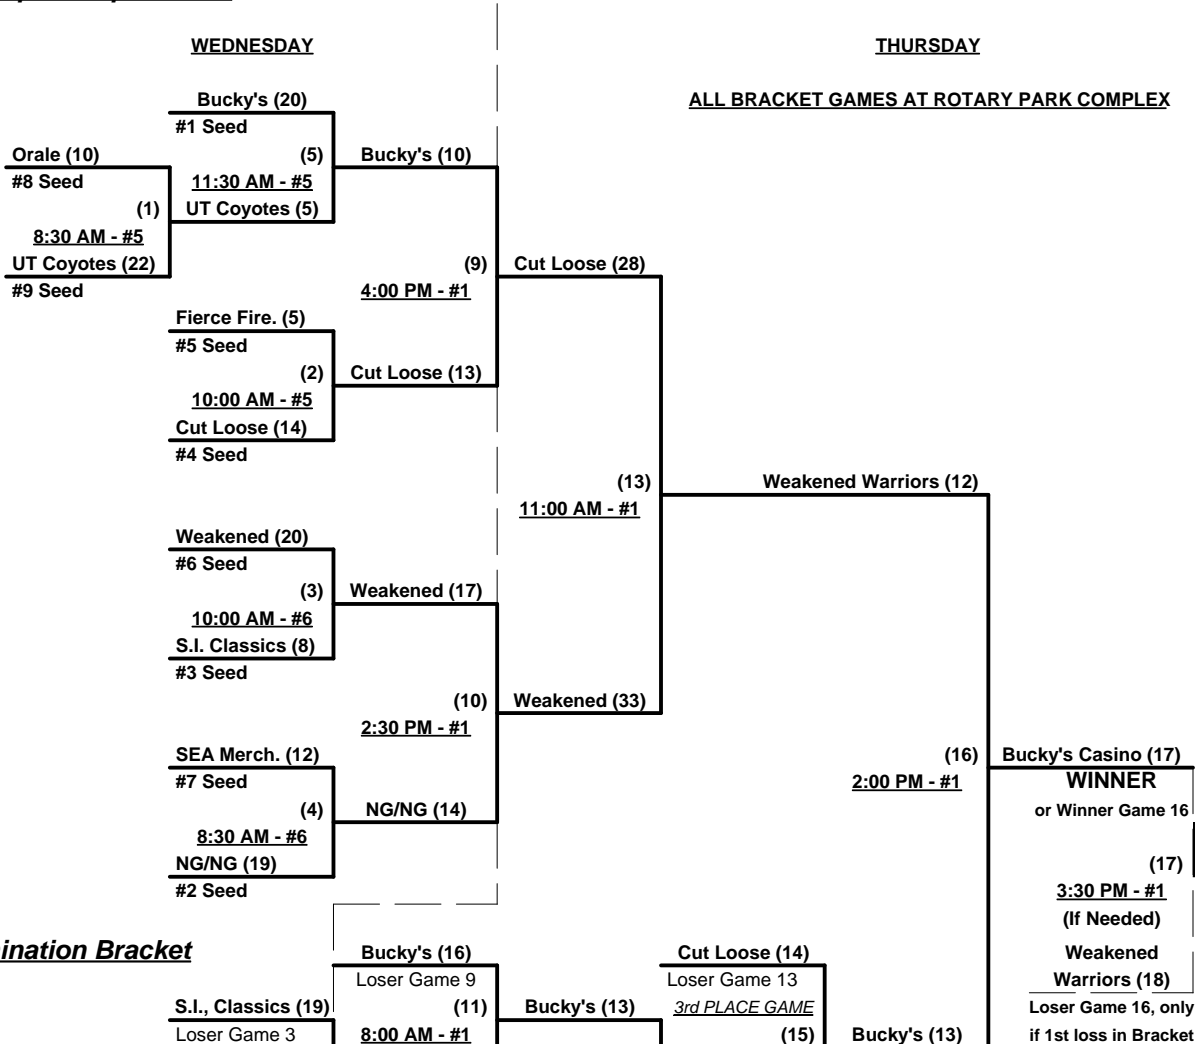 WEDNESDAY
THURSDAY
Bucky's (20)
ALL BRACKET GAMES AT ROTARY PARK COMPLEX
#1 Seed
Orale (10)
(5)
Bucky's (10)
#8 Seed
11:30 AM - #5
(1)
UT Coyotes (5)
8:30 AM - #5
UT Coyotes (22)
(9)
Cut Loose (28)
#9 Seed
4:00 PM - #1
Fierce Fire. (5)
#5 Seed
(2)
Cut Loose (13)
10:00 AM - #5
Cut Loose (14)
#4 Seed
(13)
Weakened Warriors (12)
11:00 AM - #1
Weakened (20)
#6 Seed
(3)
Weakened (17)
10:00 AM - #6
S.I. Classics (8)
#3 Seed
(10)
Weakened (33)
2:30 PM - #1
SEA Merch. (12)
(16)
Bucky's Casino (17)
#7 Seed
2:00 PM - #1
WINNER
(4)
NG/NG (14)
or Winner Game 16
8:30 AM - #6
NG/NG (19)
(17)
#2 Seed
3:30 PM - #1
(If Needed)
ination Bracket
Bucky's (16)
Cut Loose (14)
Weakened
Loser Game 9
Loser Game 13
Warriors (18)
S.I., Classics (19)
(11)
Bucky's (13)
3rd PLACE GAME
Loser Game 16, only
Loser Game 3
8:00 AM - #1
(15)
Bucky's (13)
if 1st loss in Bracket